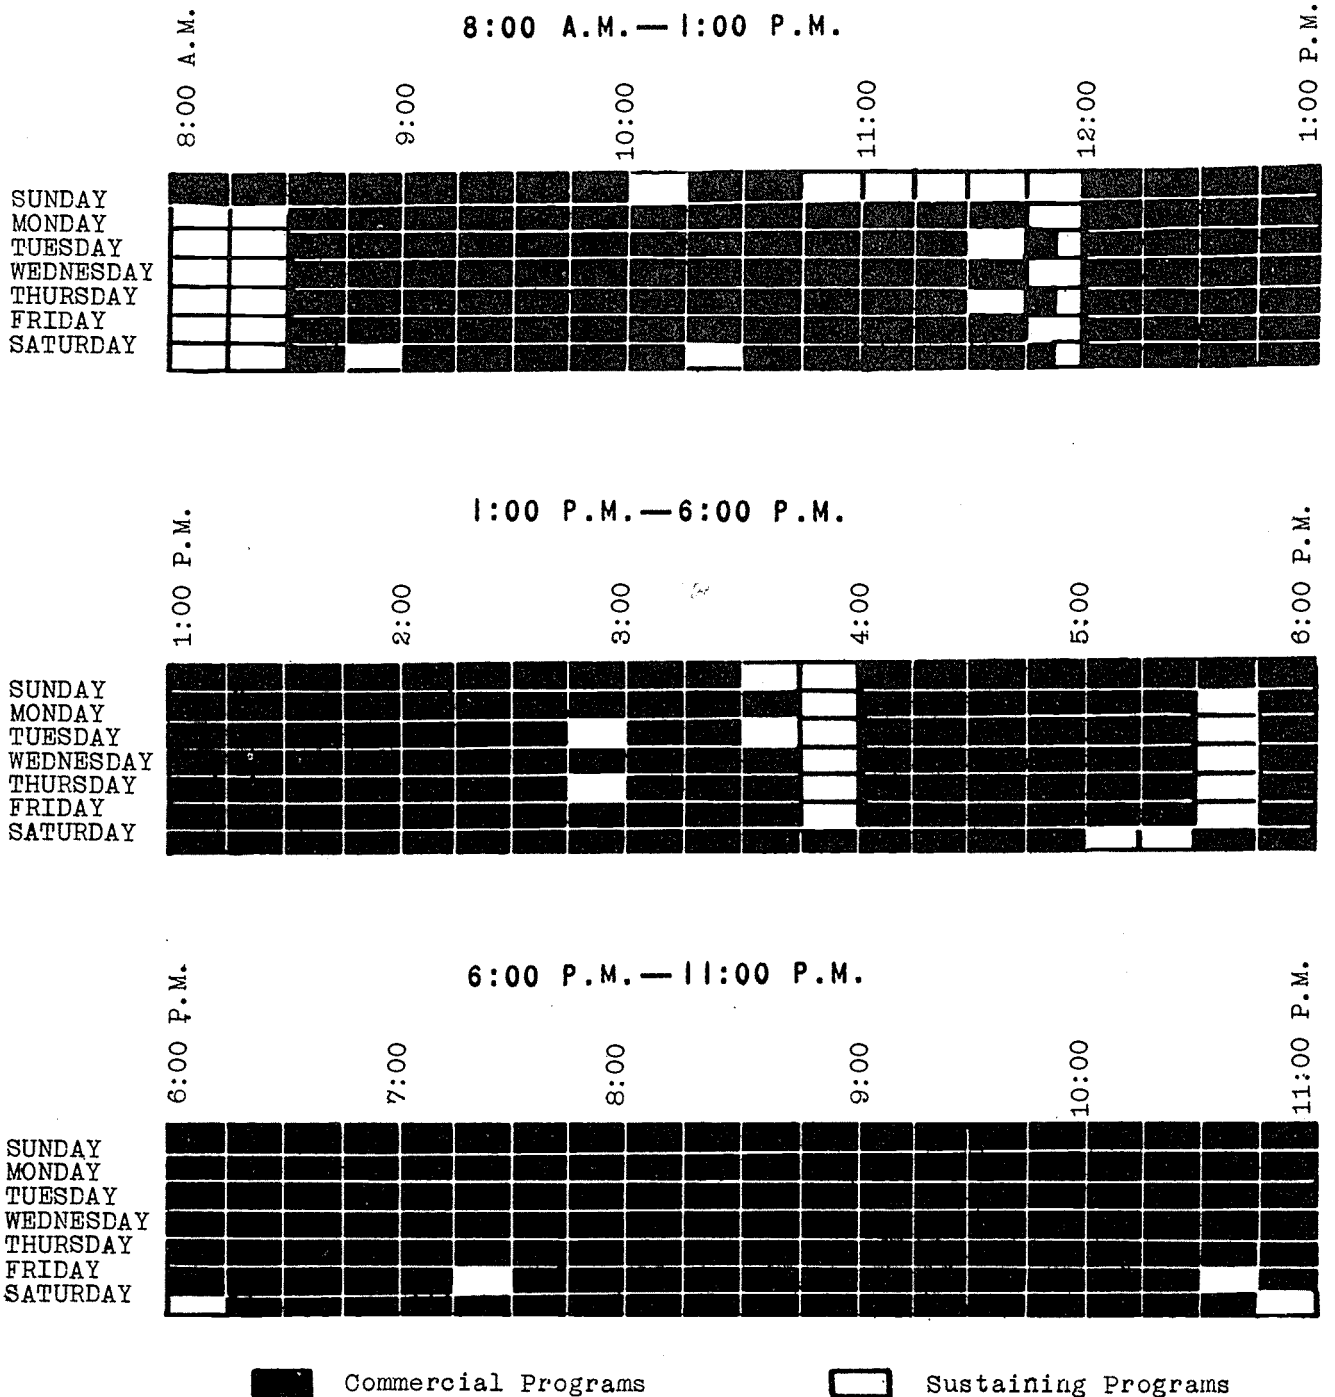 8:00 A.M.—1:00 P.M.
8:00 A.M. 9:00 10:00 11:00 12:00 1:00 P.M.
SUNDAY
MONDAY
TUESDAY
WEDNESDAY
THURSDAY
FRIDAY
SATURDAY
1:00 P.M.—6:00 P.M.
1:00 P.M. 2:00 3:00 4:00 5:00 6:00 P.M.
SUNDAY
MONDAY
TUESDAY
WEDNESDAY
THURSDAY
FRIDAY
SATURDAY
6:00 P.M.—11:00 P.M.
6:00 P.M. 7:00 8:00 9:00 10:00 11:00 P.M.
SUNDAY
MONDAY
TUESDAY
WEDNESDAY
THURSDAY
FRIDAY
SATURDAY
Commercial Programs Sustaining Programs